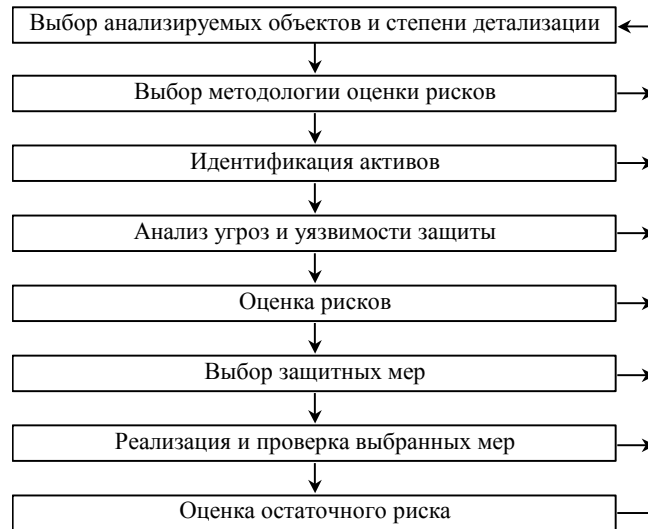 Выбор анализируемых объектов и степени детализации
Выбор методологии оценки рисков
Идентификация активов
Анализ угроз и уязвимости защиты
Оценка рисков
Выбор защитных мер
Реализация и проверка выбранных мер
Оценка остаточного риска